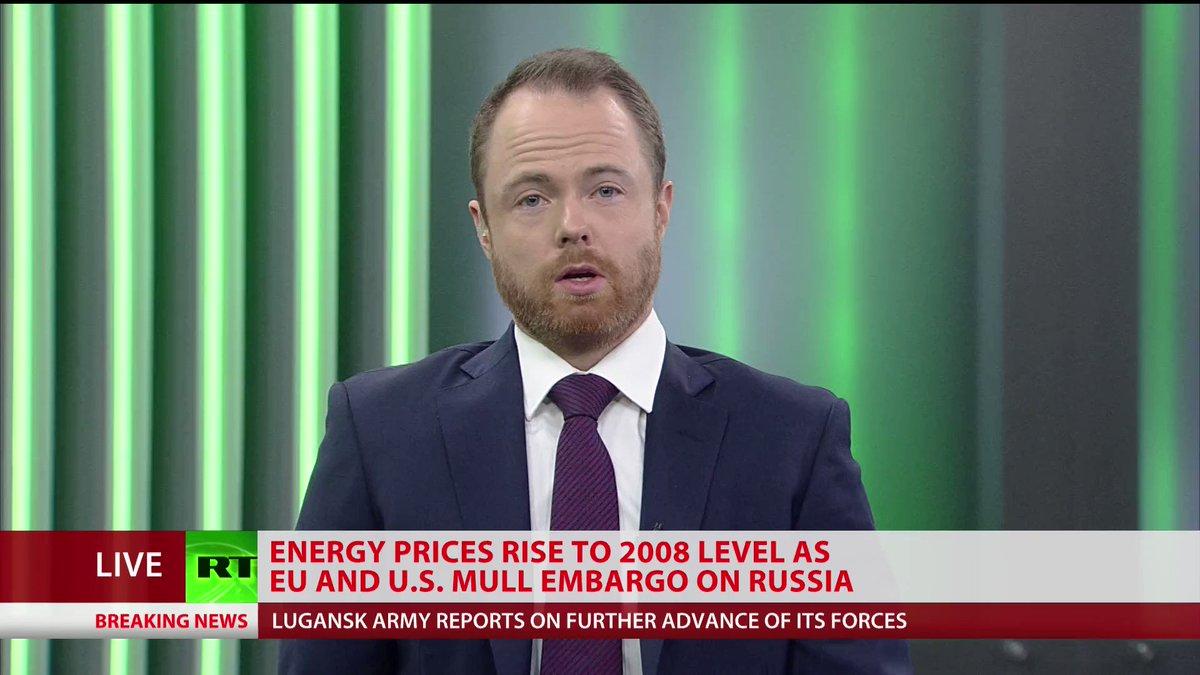 LIVE
RT
ENERGY PRICES RISE TO 2008 LEVEL AS
EU AND U.S. MULL EMBARGO ON RUSSIA
BREAKING NEWS
LUGANSK ARMY REPORTS ON FURTHER ADVANCE OF ITS FORCES